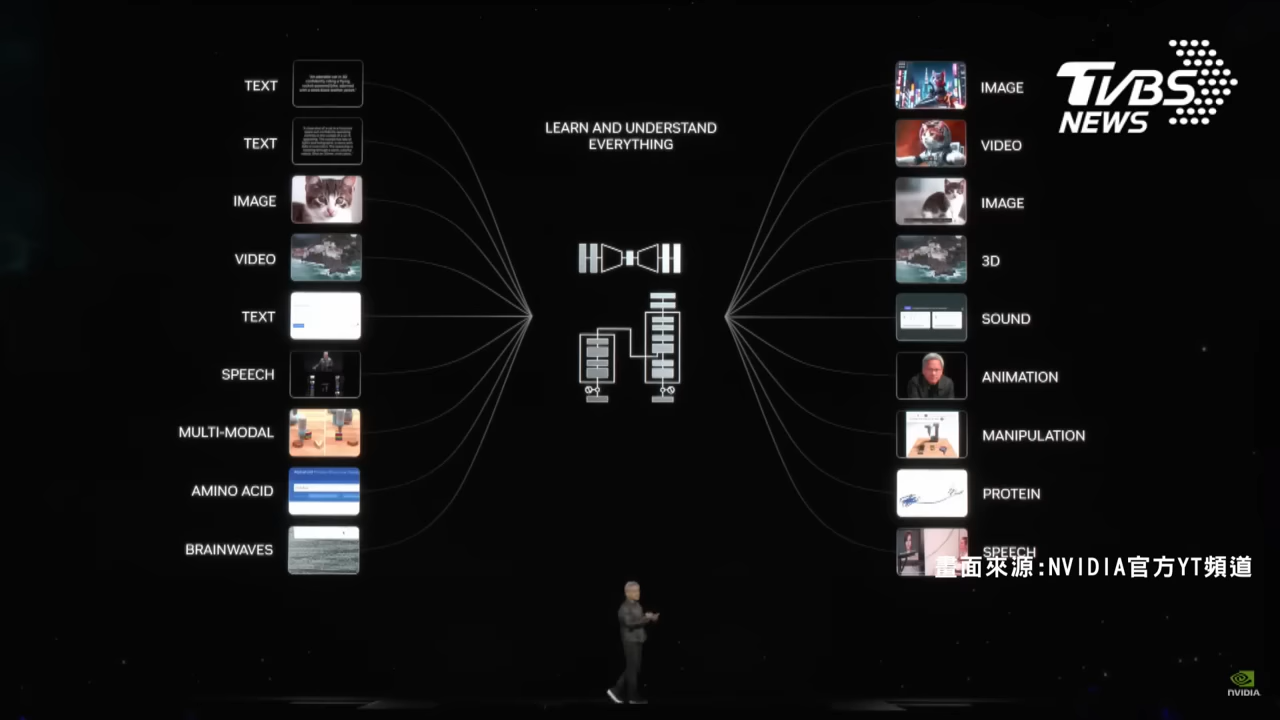 TEXT
TEXT
IMAGE
VIDEO
TEXT
SPEECH
MULTI-MODAL
AMINO ACID
BRAINWAVES
LEARN AND UNDERSTAND
EVERYTHING
IMAGE
VIDEO
IMAGE
3D
SOUND
ANIMATION
MANIPULATION
PROTEIN
SPEECH
TVBS
NEWS
畫面來源:NVIDIA官方YT頻道
NVIDIA